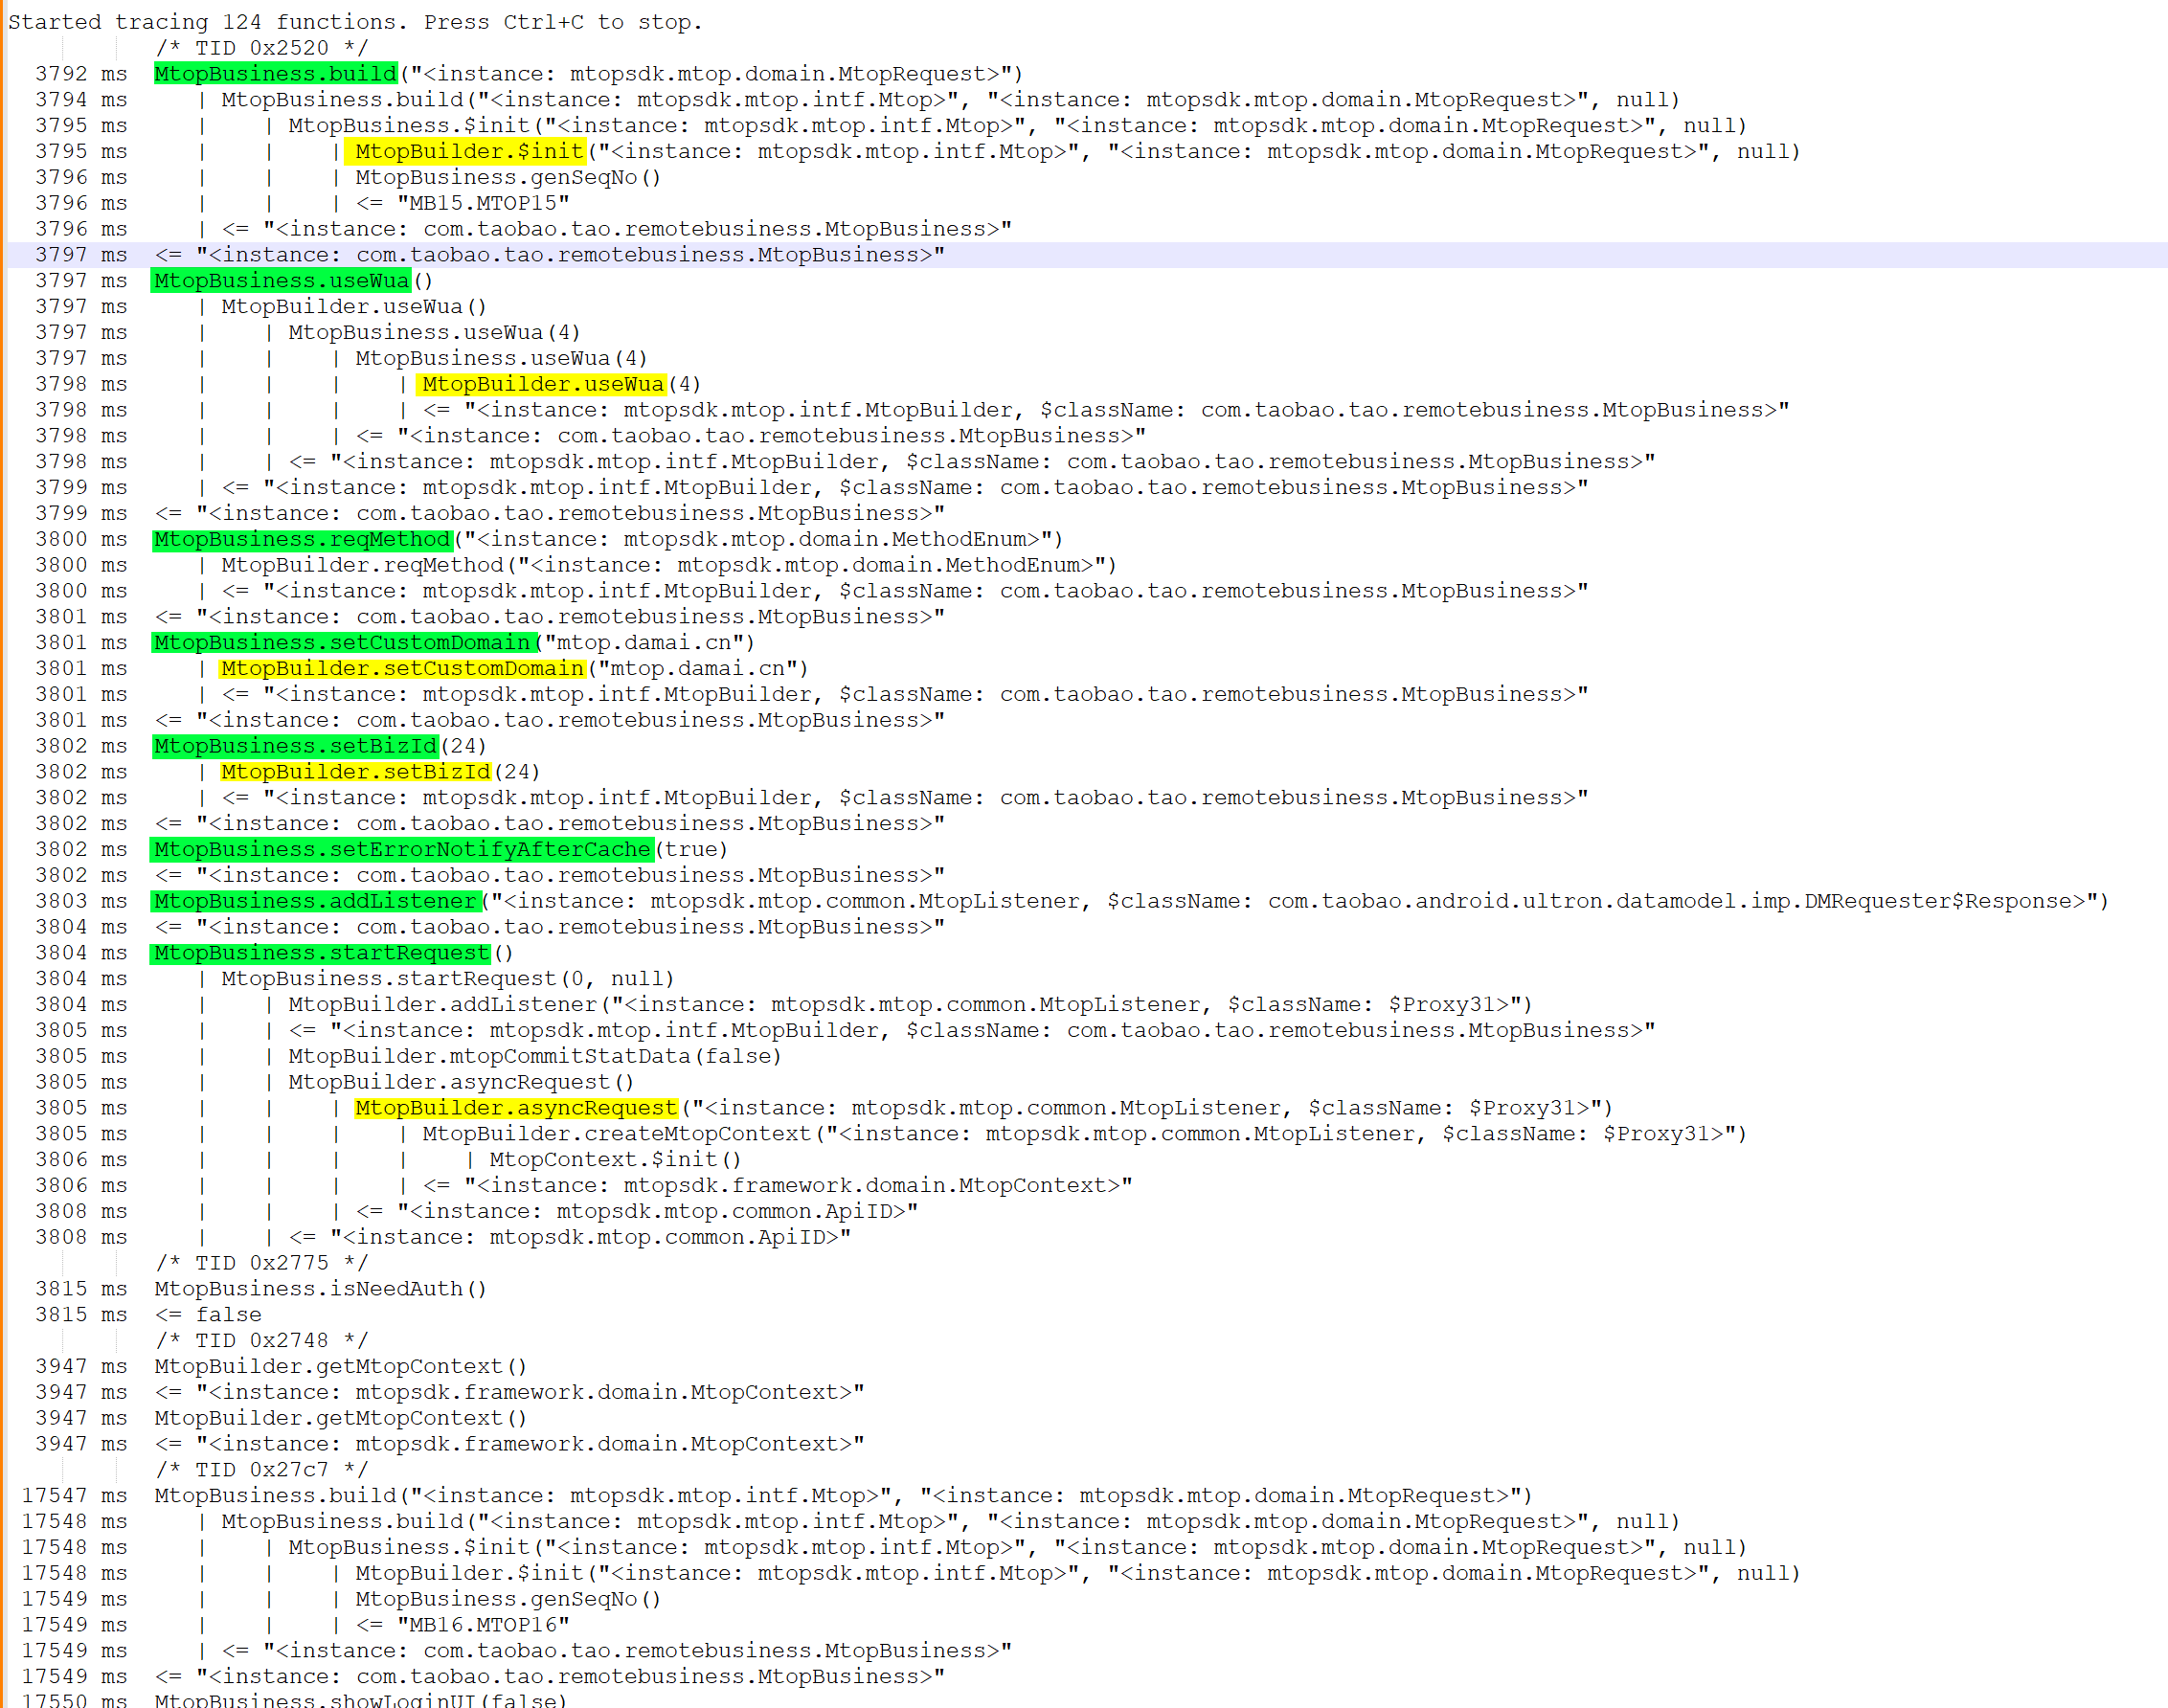 Started tracing 124 functions. Press Ctrl+C to stop.
/* TID 0x2520 */
3792 ms MtopBusiness.build("<instance: mtopsdk.mtop.domain.MtopRequest>")
3794 ms | MtopBusiness.build("<instance: mtopsdk.mtop.intf.Mtop>", "<instance: mtopsdk.mtop.domain.MtopRequest>", null)
3795 ms | | MtopBusiness.$init("<instance: mtopsdk.mtop.intf.Mtop>", "<instance: mtopsdk.mtop.domain.MtopRequest>", null)
3795 ms | | | MtopBuilder.$init("<instance: mtopsdk.mtop.intf.Mtop>", "<instance: mtopsdk.mtop.domain.MtopRequest>", null)
3796 ms | | | MtopBusiness.genSeqNo()
3796 ms | | | <= "MB15.MTOP15"
3796 ms | <= "<instance: com.taobao.tao.remotebusiness.MtopBusiness>"
3797 ms <= "<instance: com.taobao.tao.remotebusiness.MtopBusiness>"
3797 ms MtopBusiness.useWua()
3797 ms | MtopBuilder.useWua()
3797 ms | | MtopBusiness.useWua(4)
3797 ms | | | MtopBusiness.useWua(4)
3798 ms | | | | MtopBuilder.useWua(4)
3798 ms | | | | <= "<instance: mtopsdk.mtop.intf.MtopBuilder, $className: com.taobao.tao.remotebusiness.MtopBusiness>"
3798 ms | | | <= "<instance: com.taobao.tao.remotebusiness.MtopBusiness>"
3798 ms | | <= "<instance: mtopsdk.mtop.intf.MtopBuilder, $className: com.taobao.tao.remotebusiness.MtopBusiness>"
3799 ms | <= "<instance: mtopsdk.mtop.intf.MtopBuilder, $className: com.taobao.tao.remotebusiness.MtopBusiness>"
3799 ms <= "<instance: com.taobao.tao.remotebusiness.MtopBusiness>"
3800 ms MtopBusiness.reqMethod("<instance: mtopsdk.mtop.domain.MethodEnum>")
3800 ms | MtopBuilder.reqMethod("<instance: mtopsdk.mtop.domain.MethodEnum>")
3800 ms | <= "<instance: mtopsdk.mtop.intf.MtopBuilder, $className: com.taobao.tao.remotebusiness.MtopBusiness>"
3801 ms <= "<instance: com.taobao.tao.remotebusiness.MtopBusiness>"
3801 ms MtopBusiness.setCustomDomain("mtop.damai.cn")
3801 ms | MtopBuilder.setCustomDomain("mtop.damai.cn")
3801 ms | <= "<instance: mtopsdk.mtop.intf.MtopBuilder, $className: com.taobao.tao.remotebusiness.MtopBusiness>"
3801 ms <= "<instance: com.taobao.tao.remotebusiness.MtopBusiness>"
3802 ms MtopBusiness.setBizId(24)
3802 ms | MtopBuilder.setBizId(24)
3802 ms | <= "<instance: mtopsdk.mtop.intf.MtopBuilder, $className: com.taobao.tao.remotebusiness.MtopBusiness>"
3802 ms <= "<instance: com.taobao.tao.remotebusiness.MtopBusiness>"
3802 ms MtopBusiness.setErrorNotifyAfterCache(true)
3802 ms <= "<instance: com.taobao.tao.remotebusiness.MtopBusiness>"
3803 ms MtopBusiness.addListener("<instance: mtopsdk.mtop.common.MtopListener, $className: com.taobao.android.ultron.datamodel.imp.DMRequester$Response>")
3804 ms <= "<instance: com.taobao.tao.remotebusiness.MtopBusiness>"
3804 ms MtopBusiness.startRequest()
3804 ms | MtopBusiness.startRequest(0, null)
3804 ms | | MtopBuilder.addListener("<instance: mtopsdk.mtop.common.MtopListener, $className: $Proxy31>")
3805 ms | | <= "<instance: mtopsdk.mtop.intf.MtopBuilder, $className: com.taobao.tao.remotebusiness.MtopBusiness>"
3805 ms | | MtopBuilder.mtopCommitStatData(false)
3805 ms | | MtopBuilder.asyncRequest()
3805 ms | | | MtopBuilder.asyncRequest("<instance: mtopsdk.mtop.common.MtopListener, $className: $Proxy31>")
3805 ms | | | | MtopBuilder.createMtopContext("<instance: mtopsdk.mtop.common.MtopListener, $className: $Proxy31>")
3806 ms | | | | | MtopContext.$init()
3806 ms | | | | <= "<instance: mtopsdk.framework.domain.MtopContext>"
3808 ms | | | <= "<instance: mtopsdk.mtop.common.ApiID>"
3808 ms | | <= "<instance: mtopsdk.mtop.common.ApiID>"
/* TID 0x2775 */
3815 ms MtopBusiness.isNeedAuth()
3815 ms <= false
/* TID 0x2748 */
3947 ms MtopBuilder.getMtopContext()
3947 ms <= "<instance: mtopsdk.framework.domain.MtopContext>"
3947 ms MtopBuilder.getMtopContext()
3947 ms <= "<instance: mtopsdk.framework.domain.MtopContext>"
/* TID 0x27c7 */
17547 ms MtopBusiness.build("<instance: mtopsdk.mtop.intf.Mtop>", "<instance: mtopsdk.mtop.domain.MtopRequest>")
17548 ms | MtopBusiness.build("<instance: mtopsdk.mtop.intf.Mtop>", "<instance: mtopsdk.mtop.domain.MtopRequest>", null)
17548 ms | | MtopBusiness.$init("<instance: mtopsdk.mtop.intf.Mtop>", "<instance: mtopsdk.mtop.domain.MtopRequest>", null)
17548 ms | | | MtopBuilder.$init("<instance: mtopsdk.mtop.intf.Mtop>", "<instance: mtopsdk.mtop.domain.MtopRequest>", null)
17549 ms | | | MtopBusiness.genSeqNo()
17549 ms | | | <= "MB16.MTOP16"
17549 ms | <= "<instance: com.taobao.tao.remotebusiness.MtopBusiness>"
17549 ms <= "<instance: com.taobao.tao.remotebusiness.MtopBusiness>"
17550 ms MtopBusiness.showLoginUI(false)